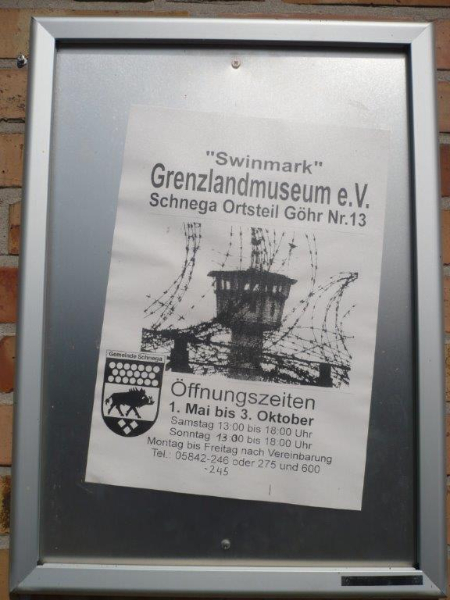 "Swinmark"
Grenzlandmuseum e.V.
Schnega Ortsteil Göhr Nr.13
Gemeinde Schnega
Öffnungszeiten
1. Mai bis 3. Oktober
Samstag 13:00 bis 18:00 Uhr
Sonntag 13:00 bis 18:00 Uhr
Montag bis Freitag nach Vereinbarung
Tel.: 05842-246 oder 275 und 600
-245